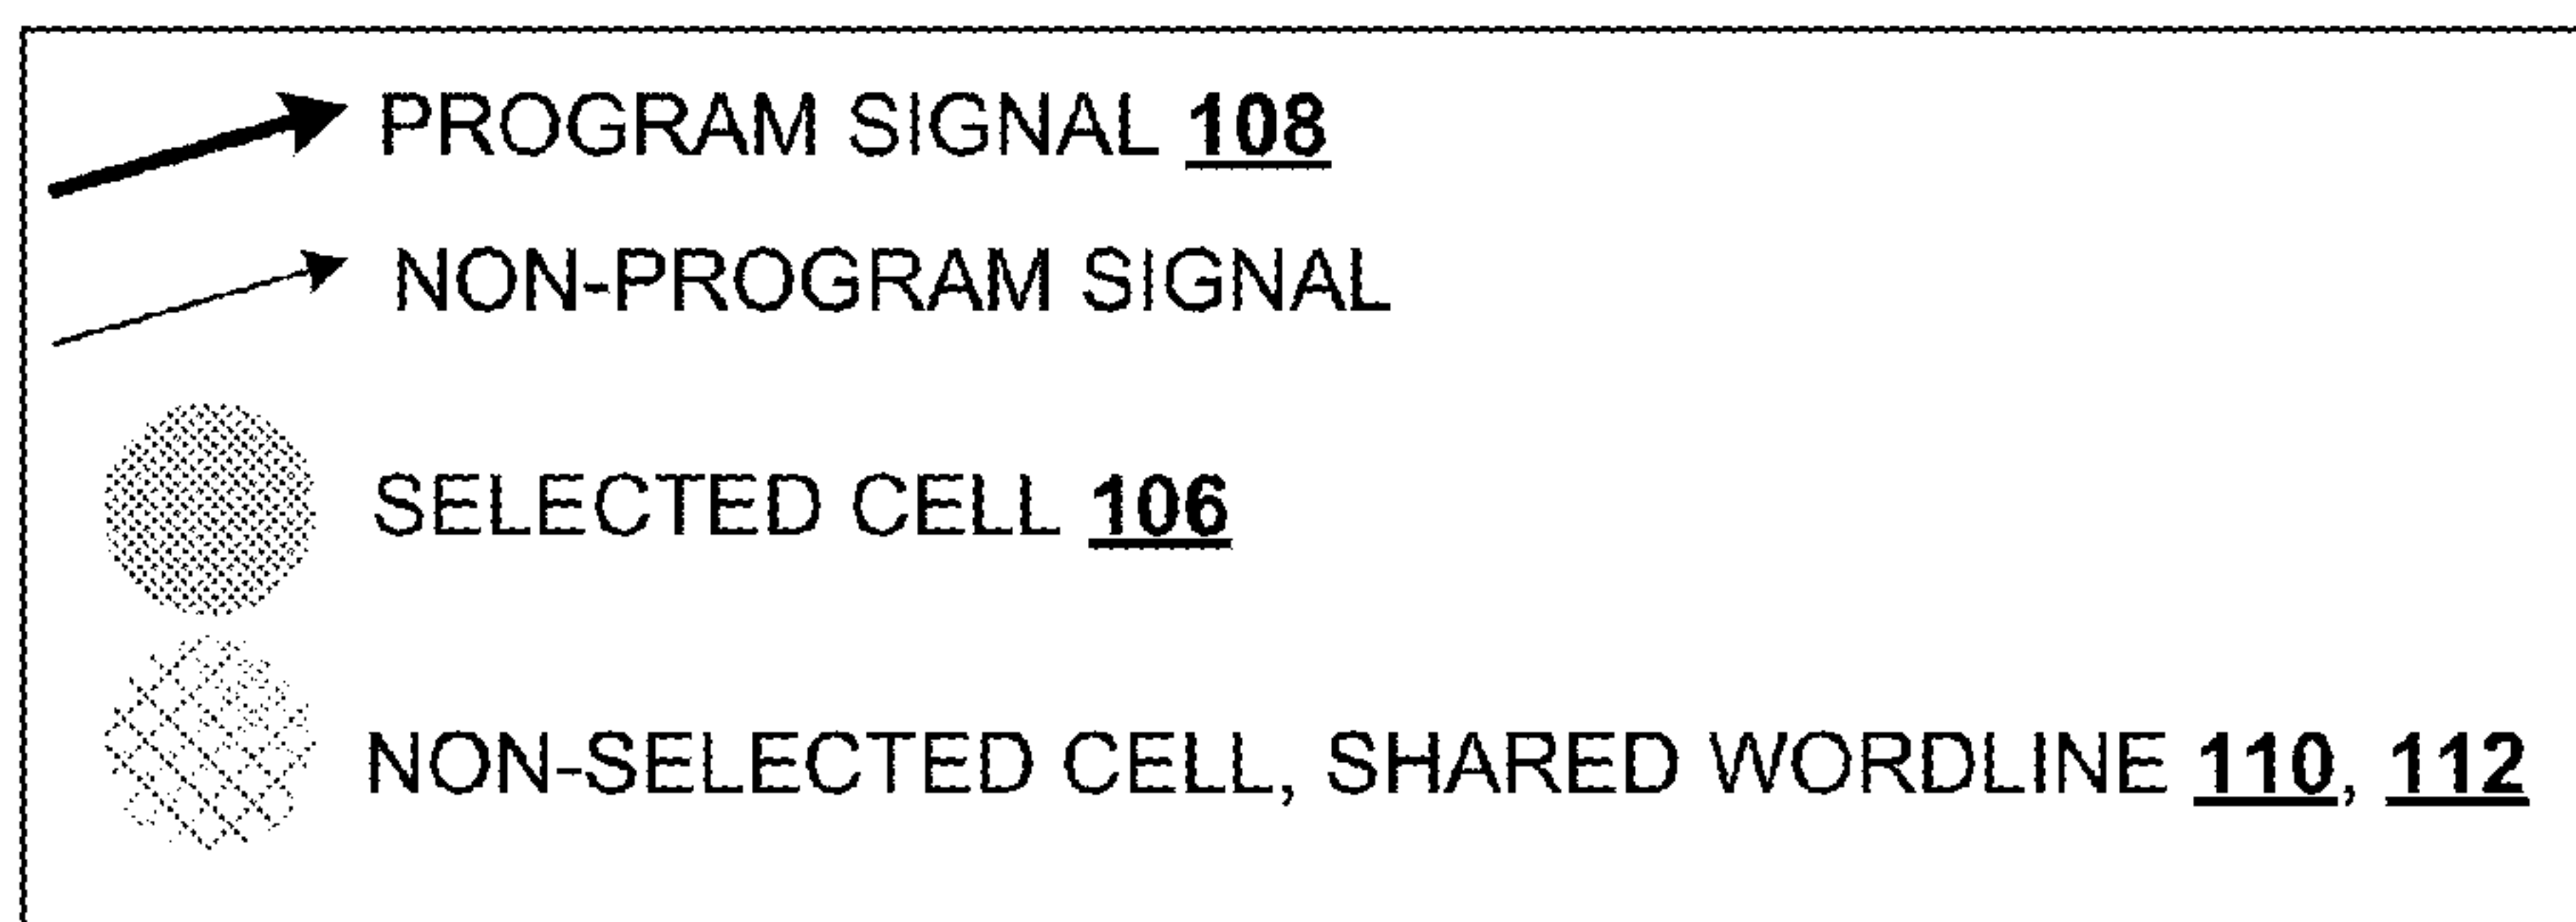 PROGRAM SIGNAL 108
NON-PROGRAM SIGNAL
SELECTED CELL 106
NON-SELECTED CELL, SHARED WORDLINE 110, 112